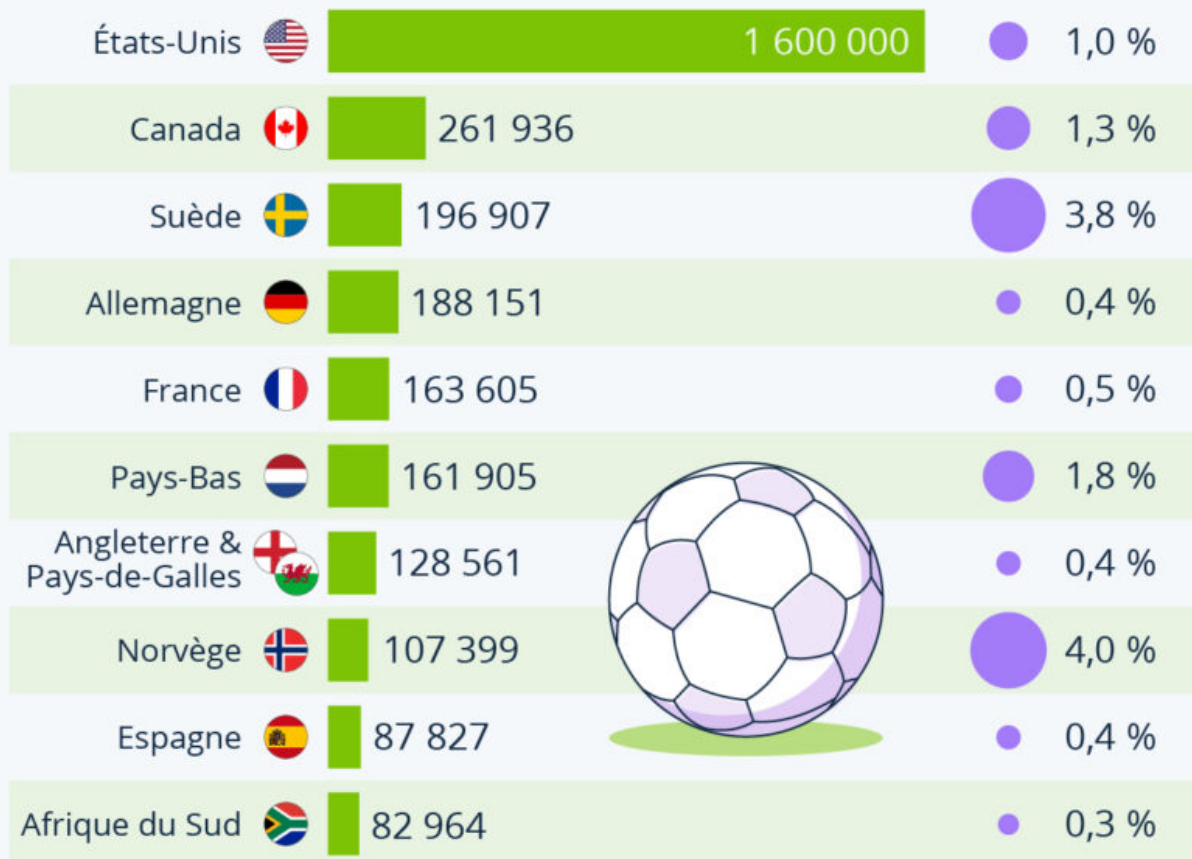 États-Unis 1 600 000 1,0 %
Canada 261 936 1,3 %
Suède 196 907 3,8 %
Allemagne 188 151 0,4 %
France 163 605 0,5 %
Pays-Bas 161 905 1,8 %
Angleterre &
Pays-de-Galles 128 561 0,4 %
Norvège 107 399 4,0 %
Espagne 87 827 0,4 %
Afrique du Sud 82 964 0,3 %